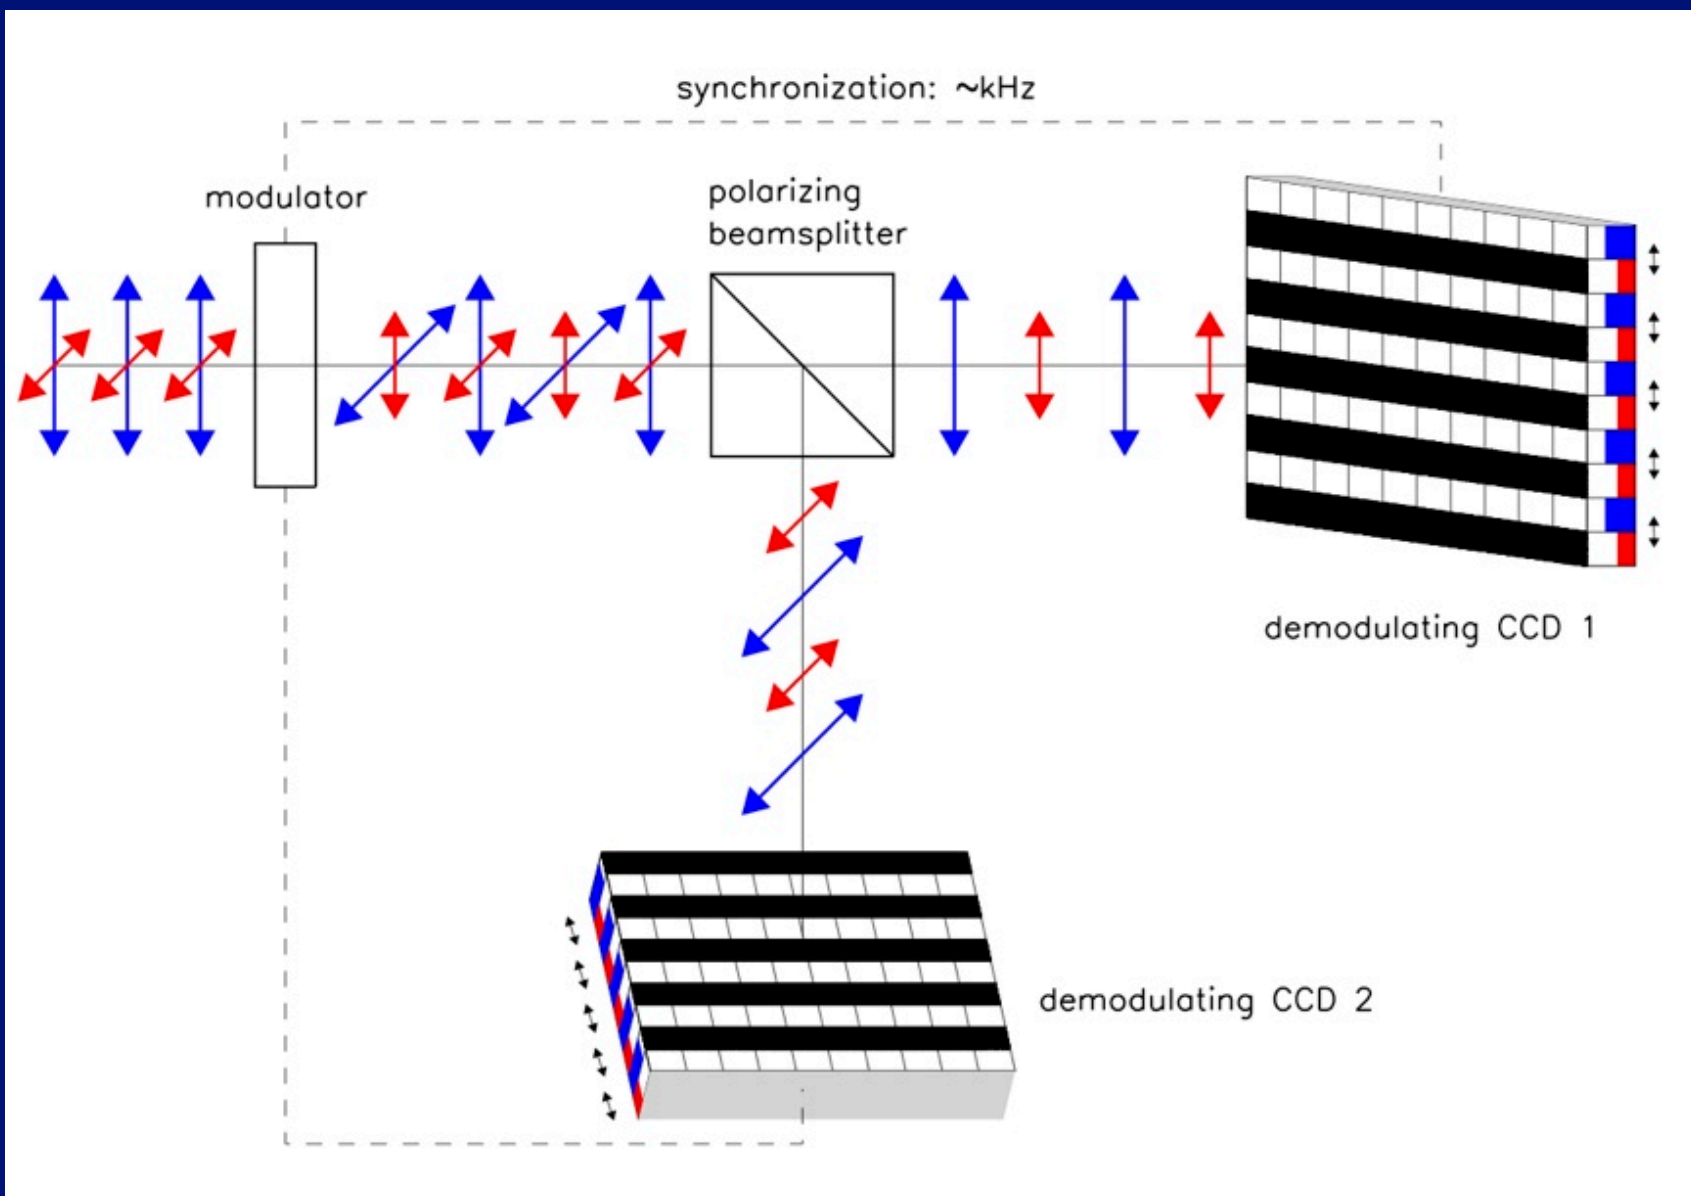 synchronization: ~kHz
modulator
polarizing
beamsplitter
demodulating CCD 1
demodulating CCD 2